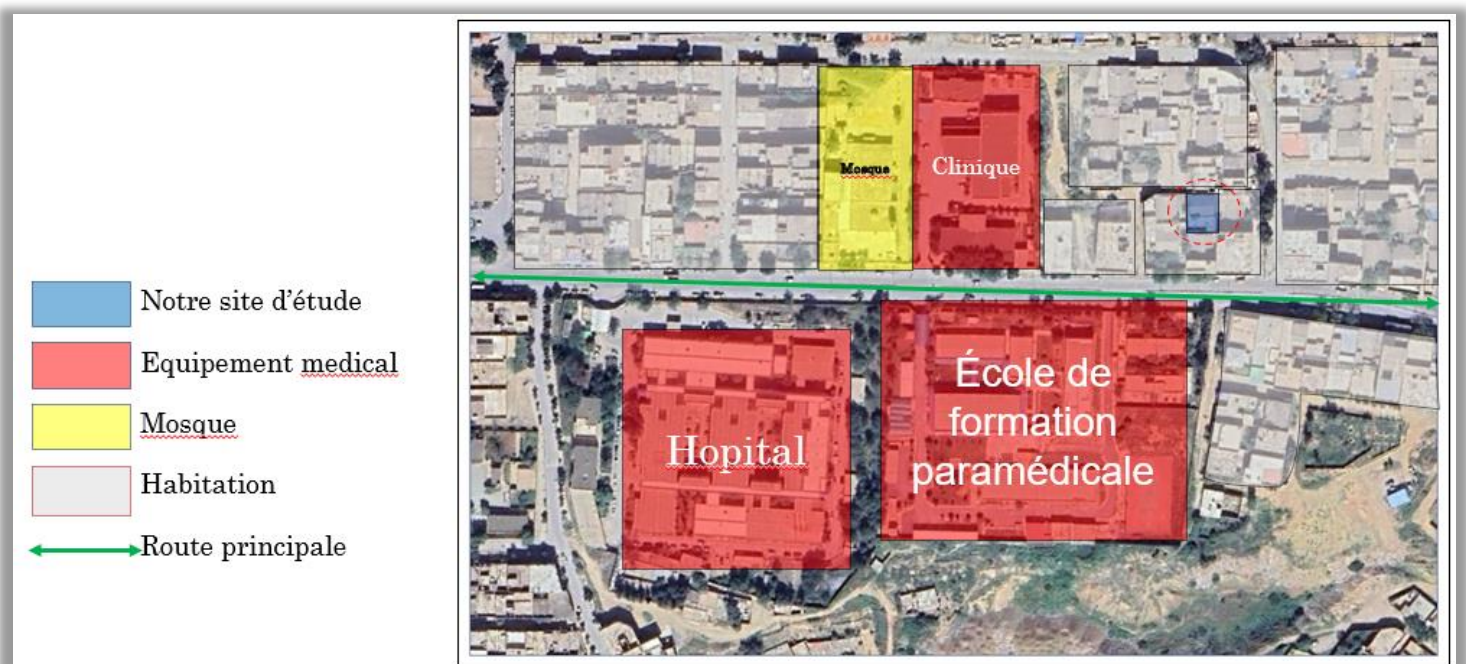 Notre site d'étude
Equipement medical
Mosque
Habitation
Route principale
Mosque
Clinique
Hopital
École de
formation
paramédicale